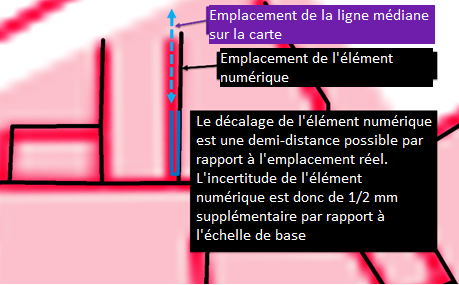 Emplacement de la ligne médiane
sur la carte
Emplacement de l'élément
numérique
Le décalage de l'élément numérique
est une demi-distance possible par
rapport à l'emplacement réel.
L'incertitude de l'élément
numérique est donc de 1/2 mm
supplémentaire par rapport à
l'échelle de base